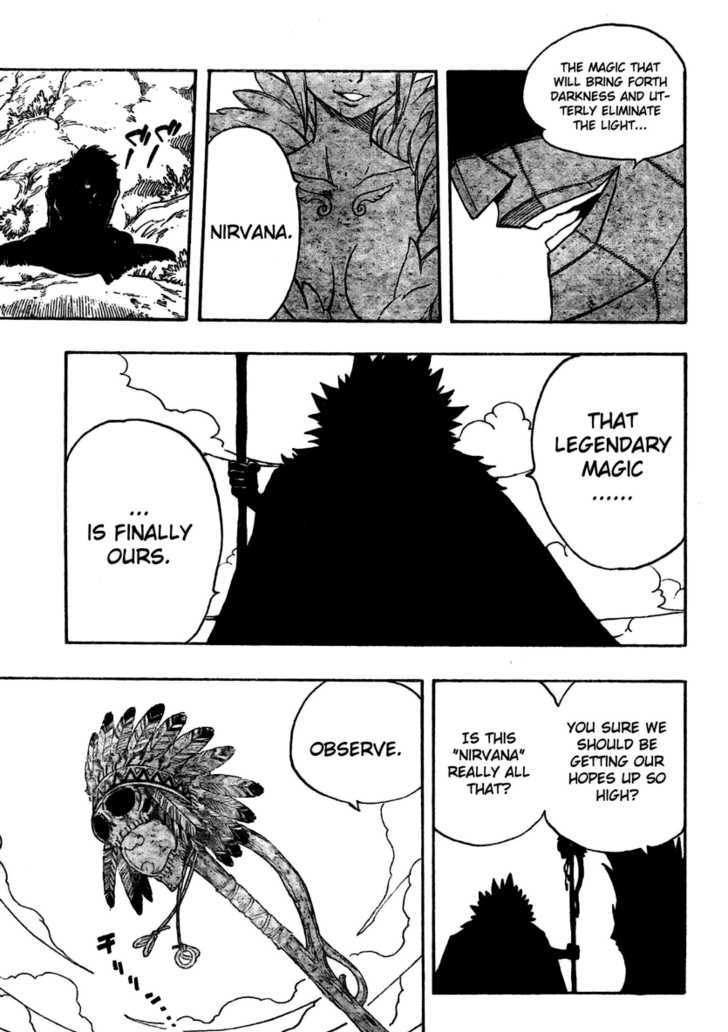 THE MAGIC THAT
WILL BRING FORTH
DARKNESS AND UT-
TERLY ELIMINATE
THE LIGHT...
NIRVANA.
THAT
LEGENDARY
MAGIC
......
...
IS FINALLY
OURS.
YOU SURE WE
SHOULD BE
GETTING OUR
HOPES UP SO
HIGH?
IS THIS
"NIRVANA"
REALLY ALL
THAT?
OBSERVE.